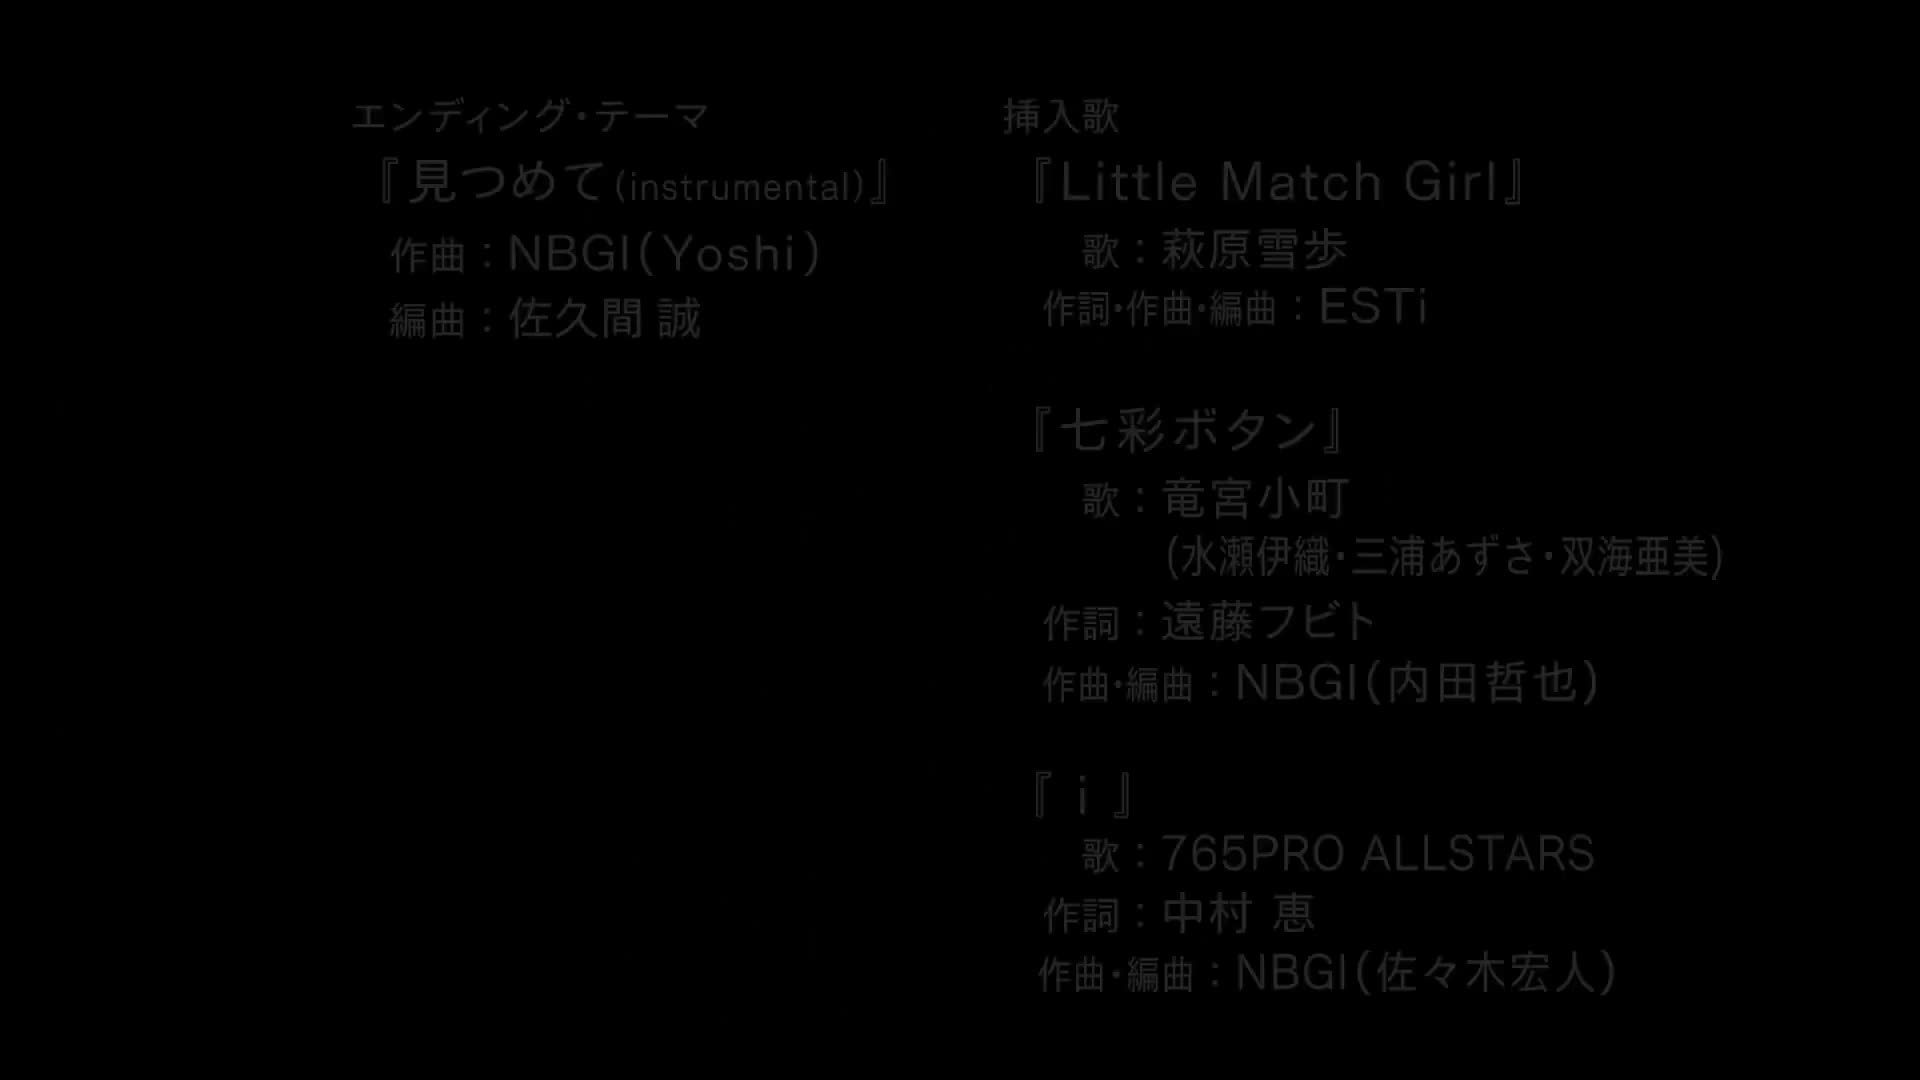 エンディング・テーマ
『見つめて(instrumental)』
作曲：NBGI(Yoshi)
編曲：佐久間 誠
挿入歌
『Little Match Girl』
歌：萩原雪歩
作詞・作曲・編曲：ESTi
『七彩ボタン』
歌：竜宮小町
(水瀬伊織・三浦あずさ・双海亜美)
作詞：遠藤フビト
作曲・編曲：NBGI(内田哲也)
『 i 』
歌：765PRO ALLSTARS
作詞：中村 恵
作曲・編曲：NBGI(佐々木宏人)